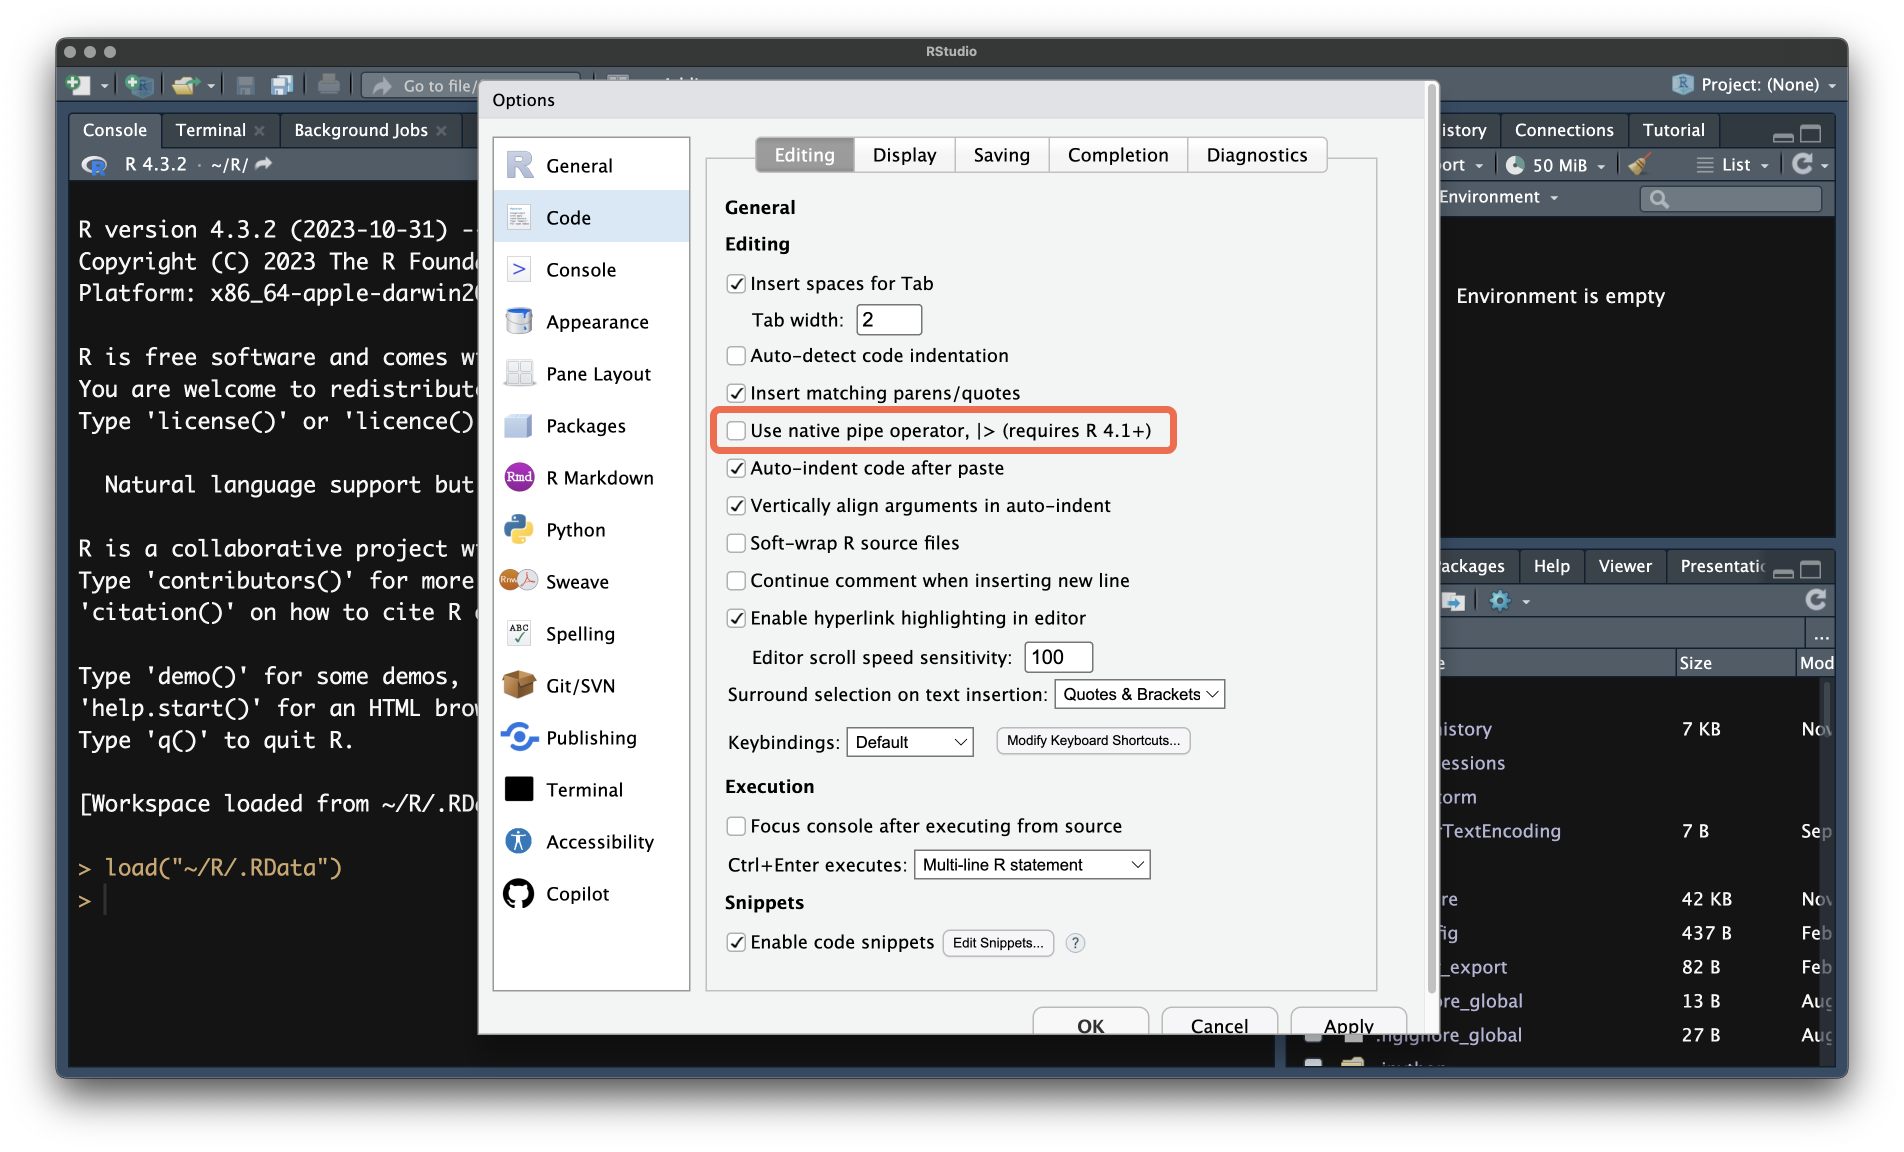 RStudio
Go to file/
Project: (None)
Console
Terminal
Background Jobs
R 4.3.2 · ~/R/
R version 4.3.2 (2023-10-31) --
Copyright (C) 2023 The R Found
Platform: x86_64-apple-darwin2
R is free software and comes w
You are welcome to redistribut
Type 'license()' or 'licence()
Natural language support but
R is a collaborative project w
Type 'contributors()' for more
'citation()' on how to cite R
Type 'demo()' for some demos,
'help.start()' for an HTML bro
Type 'q()' to quit R.
[Workspace loaded from ~/R/.RD
> load("~/R/.RData")
>
Options
General
Code
Console
Appearance
Pane Layout
Packages
Rmd R Markdown
Python
Rnw Sweave
ABC Spelling
Git/SVN
Publishing
Terminal
Accessibility
Copilot
Editing
Display
Saving
Completion
Diagnostics
General
Editing
Insert spaces for Tab
Tab width: 2
Auto-detect code indentation
Insert matching parens/quotes
Use native pipe operator, |> (requires R 4.1+)
Auto-indent code after paste
Vertically align arguments in auto-indent
Soft-wrap R source files
Continue comment when inserting new line
Enable hyperlink highlighting in editor
Editor scroll speed sensitivity: 100
Surround selection on text insertion: Quotes & Brackets
Keybindings: Default Modify Keyboard Shortcuts...
Execution
Focus console after executing from source
Ctrl+Enter executes: Multi-line R statement
Snippets
Enable code snippets Edit Snippets... ?
OK
Cancel
Apply
istory
Connections
Tutorial
ort
50 MiB
List
Environment
Environment is empty
ackages
Help
Viewer
Presentatic
...
e Size Mod
istory 7 KB Nov
essions
orm
rTextEncoding 7 B Sep
re 42 KB Nov
fig 437 B Feb
_export 82 B Feb
ore_global 13 B Aug
.rigignore_global 27 B Aug